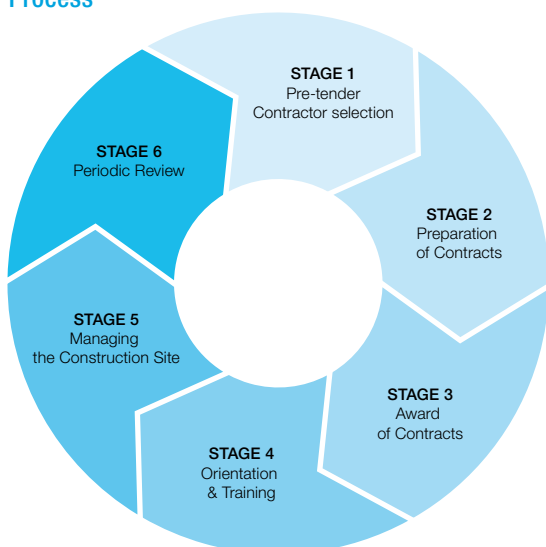 Process
STAGE 1
Pre-tender
Contractor selection
STAGE 2
Preparation
of Contracts
STAGE 3
Award
of Contracts
STAGE 4
Orientation
& Training
STAGE 5
Managing
the Construction Site
STAGE 6
Periodic Review